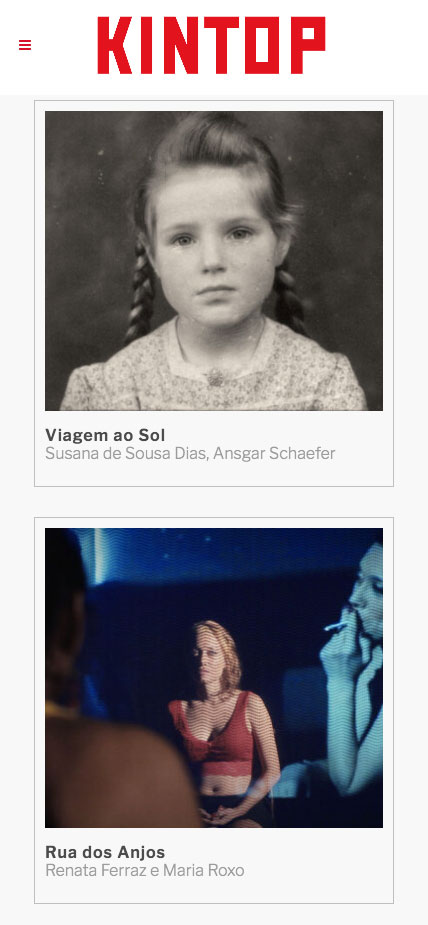 KINTOP
Viagem ao Sol
Susana de Sousa Dias, Ansgar Schaefer
Rua dos Anjos
Renata Ferraz e Maria Roxo